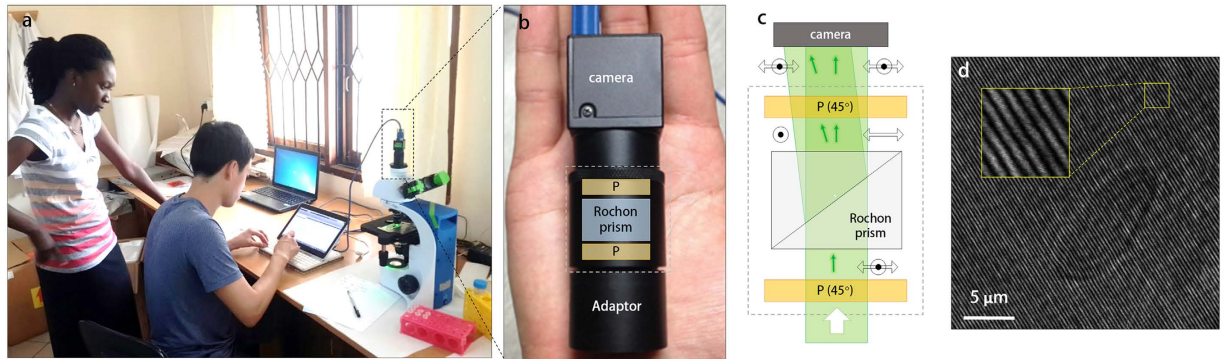 a
b
camera
P
Rochon
prism
P
Adaptor
c
camera
P (45°)
Rochon
prism
P (45°)
d
5 μm